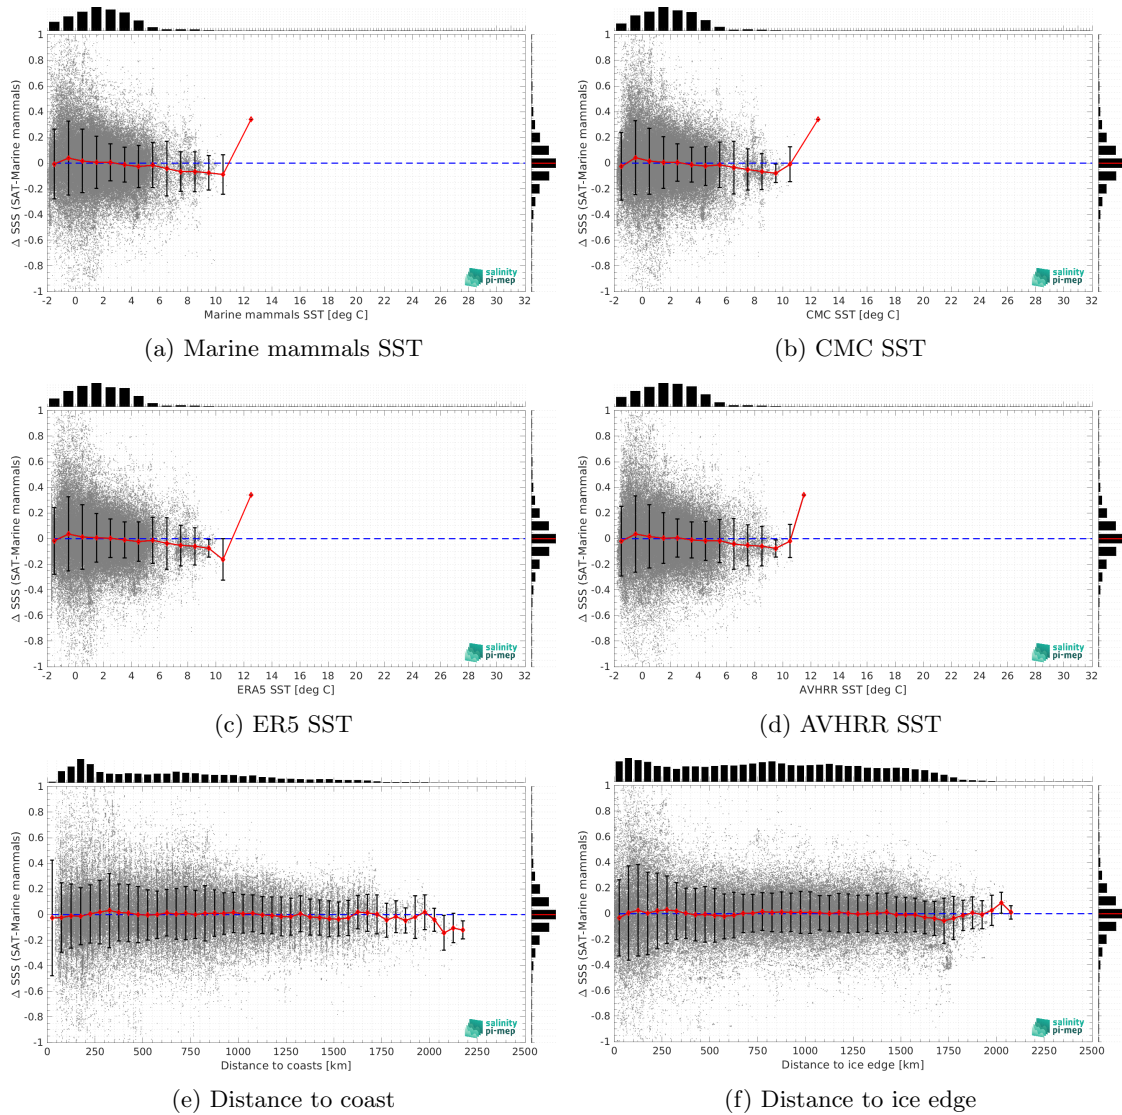 1
0.8
0.6
0.4
0.2
0
-0.2
-0.4
-0.6
-0.8
-1
Δ SSS (SAT-Marine mammals)
salinity
pi-mep
-2 0 2 4 6 8 10 12 14 16 18 20 22 24 26 28 30 32
Marine mammals SST [deg C]
(a) Marine mammals SST
1
0.8
0.6
0.4
0.2
0
-0.2
-0.4
-0.6
-0.8
-1
Δ SSS (SAT-Marine mammals)
salinity
pi-mep
-2 0 2 4 6 8 10 12 14 16 18 20 22 24 26 28 30 32
CMC SST [deg C]
(b) CMC SST
1
0.8
0.6
0.4
0.2
0
-0.2
-0.4
-0.6
-0.8
-1
Δ SSS (SAT-Marine mammals)
salinity
pi-mep
-2 0 2 4 6 8 10 12 14 16 18 20 22 24 26 28 30 32
ERA5 SST [deg C]
(c) ER5 SST
1
0.8
0.6
0.4
0.2
0
-0.2
-0.4
-0.6
-0.8
-1
Δ SSS (SAT-Marine mammals)
salinity
pi-mep
-2 0 2 4 6 8 10 12 14 16 18 20 22 24 26 28 30 32
AVHRR SST [deg C]
(d) AVHRR SST
1
0.8
0.6
0.4
0.2
0
-0.2
-0.4
-0.6
-0.8
-1
Δ SSS (SAT-Marine mammals)
salinity
pi-mep
0 250 500 750 1000 1250 1500 1750 2000 2250 2500
Distance to coasts [km]
(e) Distance to coast
1
0.8
0.6
0.4
0.2
0
-0.2
-0.4
-0.6
-0.8
-1
Δ SSS (SAT-Marine mammals)
salinity
pi-mep
0 250 500 750 1000 1250 1500 1750 2000 2250 2500
Distance to ice edge [km]
(f) Distance to ice edge